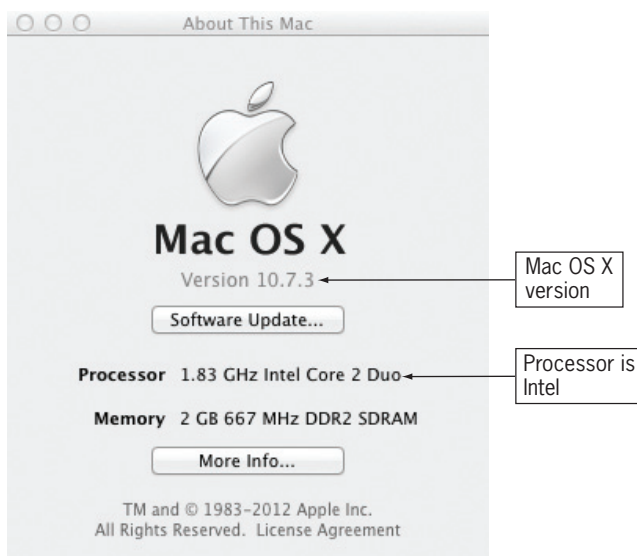 About This Mac
Mac OS X
Version 10.7.3
Mac OS X
version
Software Update...
Processor 1.83 GHz Intel Core 2 Duo
Processor is
Intel
Memory 2 GB 667 MHz DDR2 SDRAM
More Info...
TM and © 1983–2012 Apple Inc.
All Rights Reserved. License Agreement